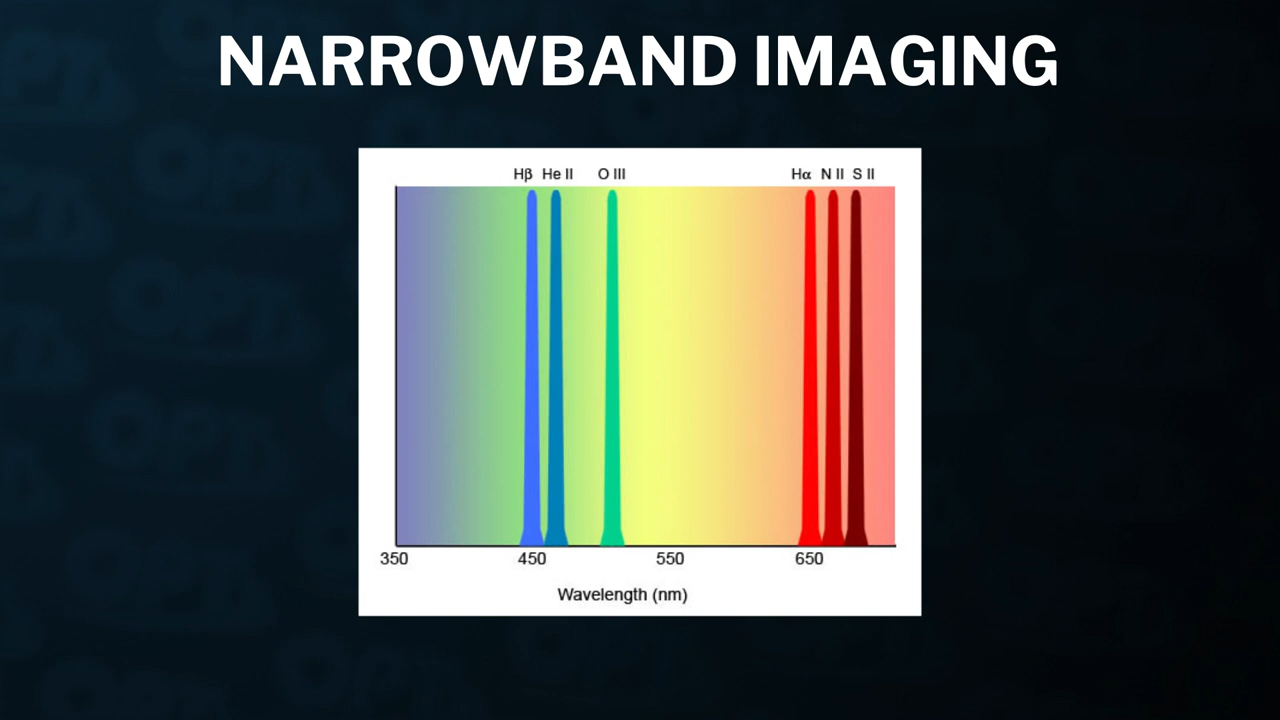 NARROWBAND IMAGING
Hβ He II O III Hα N II S II
350 450 550 650
Wavelength (nm)